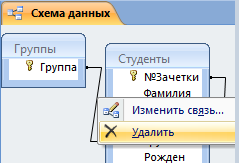 Схема данных
Группы
Группа
Студенты
№Зачетки
Фамилия
Изменить связь...
Удалить
Рожден